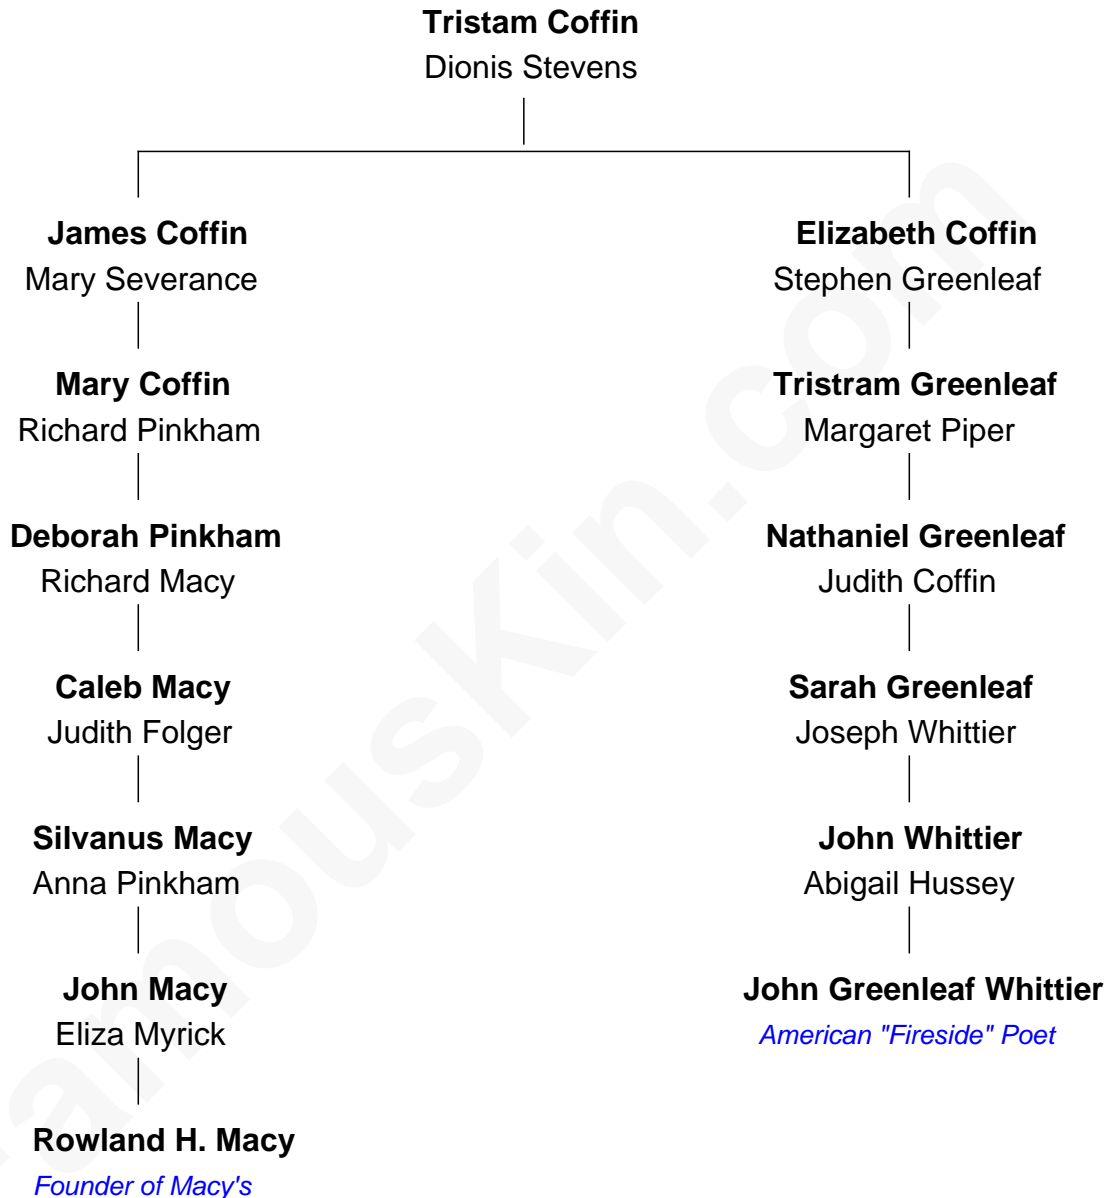 Tristam Coffin
Dionis Stevens
James Coffin
Mary Severance
Elizabeth Coffin
Stephen Greenleaf
Mary Coffin
Richard Pinkham
Tristram Greenleaf
Margaret Piper
Deborah Pinkham
Richard Macy
Nathaniel Greenleaf
Judith Coffin
Caleb Macy
Judith Folger
Sarah Greenleaf
Joseph Whittier
Silvanus Macy
Anna Pinkham
John Whittier
Abigail Hussey
John Macy
Eliza Myrick
John Greenleaf Whittier
American "Fireside" Poet
Rowland H. Macy
Founder of Macy's
amouskin.com